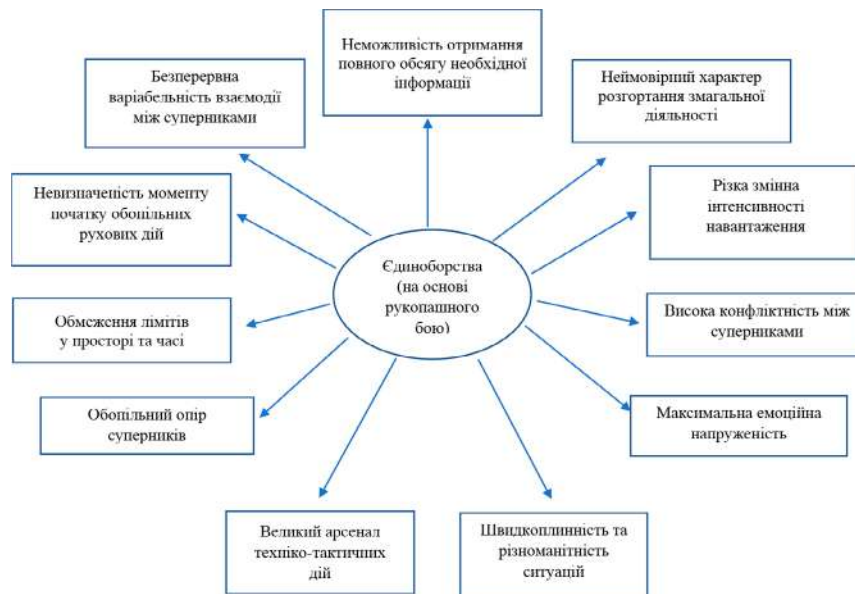 Неможливість отримання
повного обсягу необхідної
інформації
Безперервна
варіабельність взаємодії
між суперниками
Неймовірний характер
розгортання змагальної
діяльності
Невизначеність моменту
початку обопільних
рухових дій
Різка змінна
інтенсивності
навантаження
Єдиноборства
(на основі
рукопашного
бою)
Обмеження лімітів
у просторі та часі
Висока конфліктність між
суперниками
Обопільний опір
суперників
Максимальна емоційна
напруженість
Великий арсенал
техніко-тактичних
дій
Швидкоплинність та
різноманітність
ситуацій